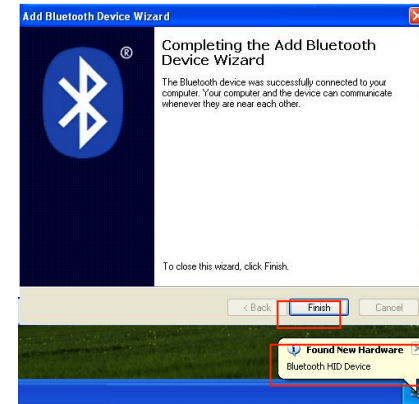 Add Bluetooth Device Wizard
®
Completing the Add Bluetooth
Device Wizard
The Bluetooth device was successfully connected to your
computer. Your computer and the device can communicate
whenever they are near each other.
To close this wizard, click Finish.
< Back Finish Cancel
Found New Hardware
Bluetooth HID Device